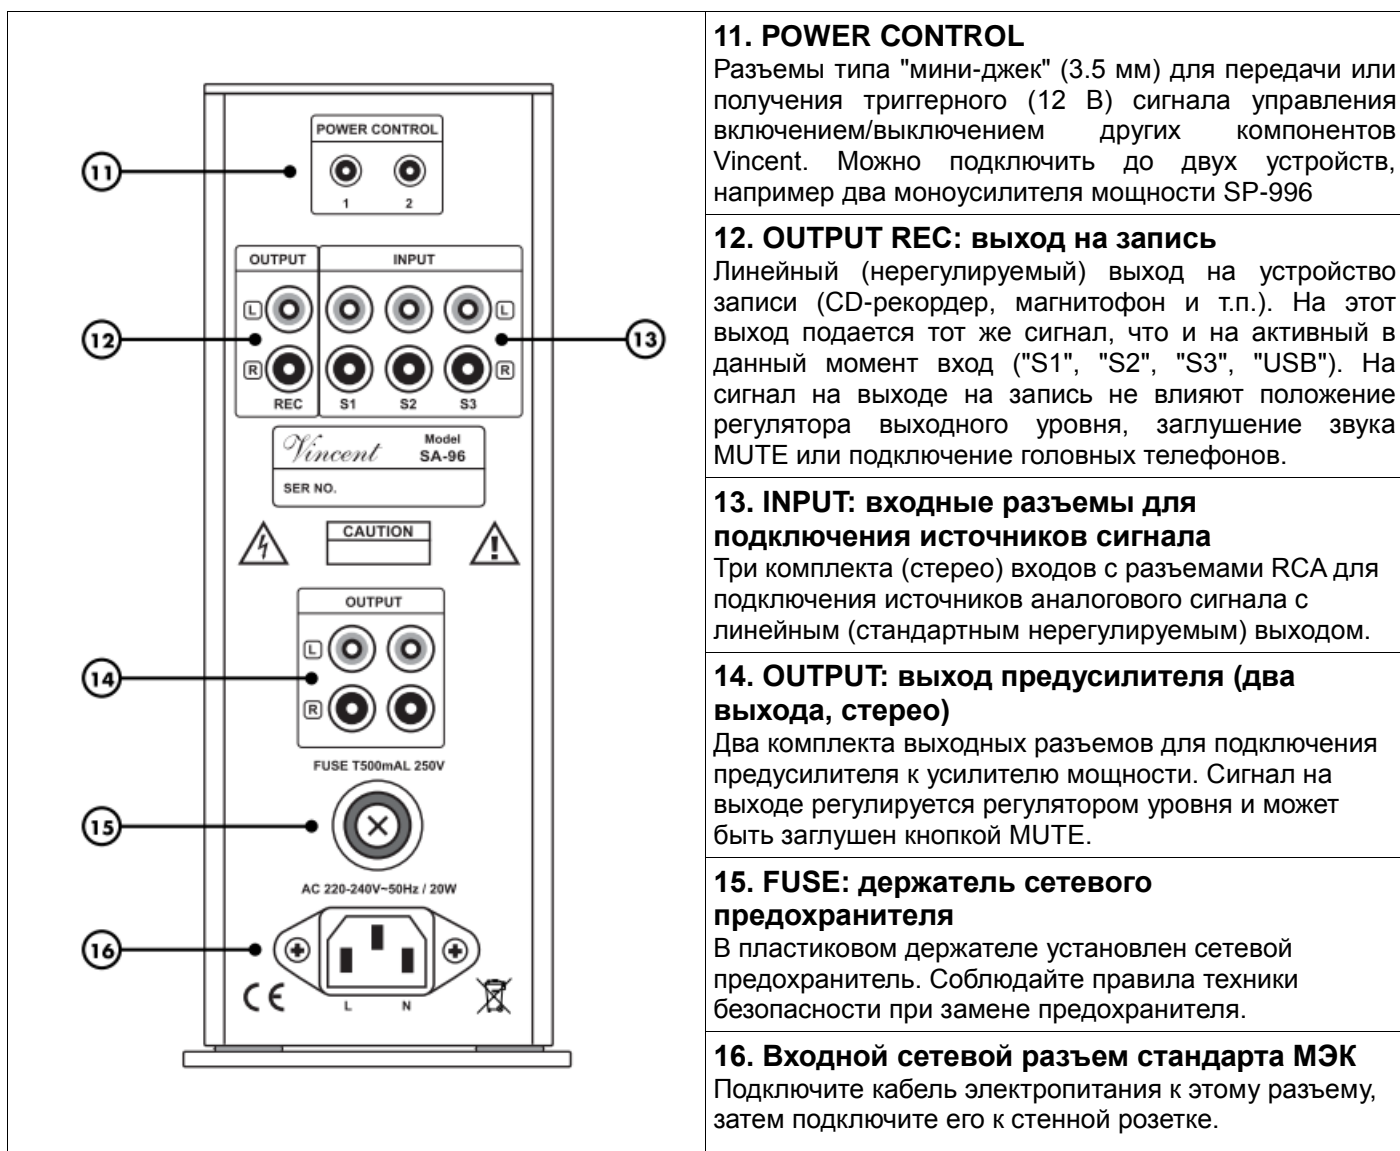 11
POWER CONTROL
1 2
OUTPUT INPUT
L L
12 13
R R
REC S1 S2 S3
Vincent Model
SA-96
SER NO.
CAUTION
OUTPUT
L
14
R
FUSE T500mAL 250V
15
AC 220-240V~50Hz / 20W
16
CE L N
11. POWER CONTROL
Разъемы типа "мини-джек" (3.5 мм) для передачи или
получения триггерного (12 В) сигнала управления
включением/выключением других компонентов
Vincent. Можно подключить до двух устройств,
например два моноусилителя мощности SP-996
12. OUTPUT REC: выход на запись
Линейный (нерегулируемый) выход на устройство
записи (CD-рекордер, магнитофон и т.п.). На этот
выход подается тот же сигнал, что и на активный в
данный момент вход ("S1", "S2", "S3", "USB"). На
сигнал на выходе на запись не влияют положение
регулятора выходного уровня, заглушение звука
MUTE или подключение головных телефонов.
13. INPUT: входные разъемы для
подключения источников сигнала
Три комплекта (стерео) входов с разъемами RCA для
подключения источников аналогового сигнала с
линейным (стандартным нерегулируемым) выходом.
14. OUTPUT: выход предусилителя (два
выхода, стерео)
Два комплекта выходных разъемов для подключения
предусилителя к усилителю мощности. Сигнал на
выходе регулируется регулятором уровня и может
быть заглушен кнопкой MUTE.
15. FUSE: держатель сетевого
предохранителя
В пластиковом держателе установлен сетевой
предохранитель. Соблюдайте правила техники
безопасности при замене предохранителя.
16. Входной сетевой разъем стандарта МЭК
Подключите кабель электропитания к этому разъему,
затем подключите его к стенной розетке.